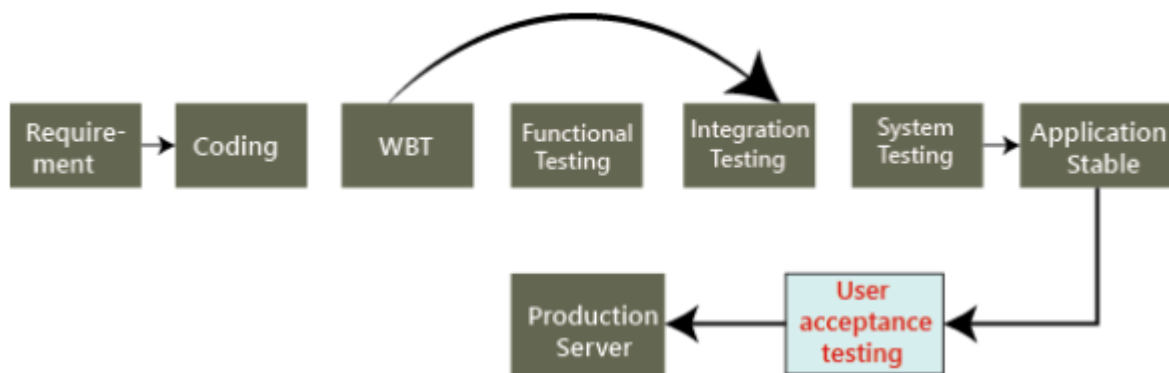 Require-
ment
Coding
WBT
Functional
Testing
Integration
Testing
System
Testing
Application
Stable
Production
Server
User
acceptance
testing